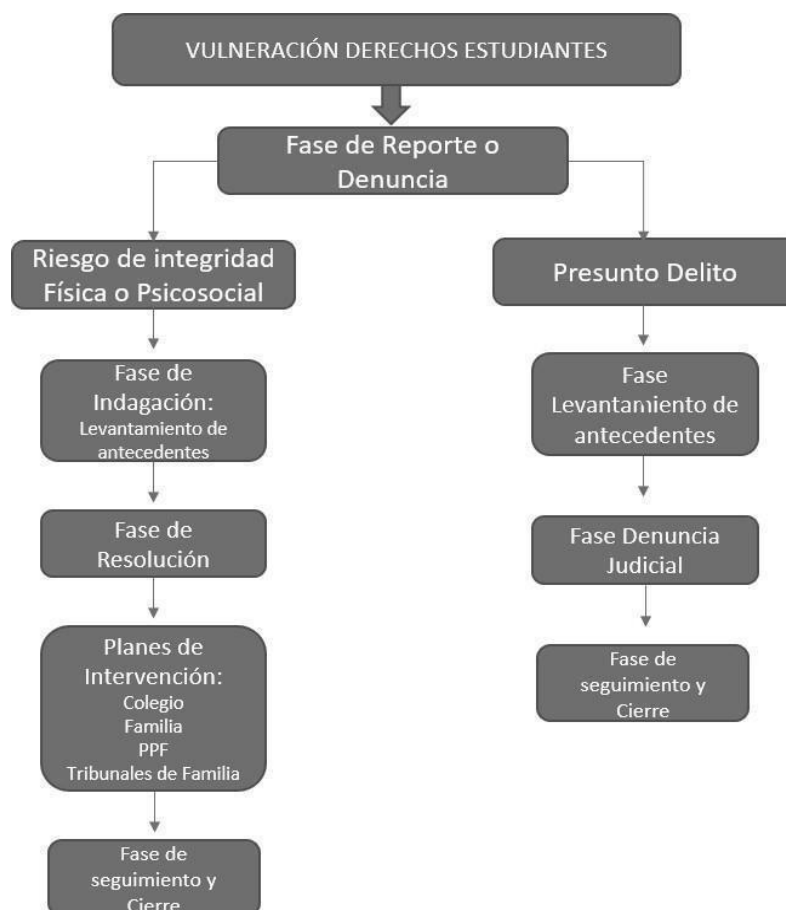 VULNERACIÓN DERECHOS ESTUDIANTES
Fase de Reporte o
Denuncia
Riesgo de integridad
Física o Psicosocial
Fase de
Indagación:
Levantamiento de
antecedentes
Fase de
Resolución
Planes de
Intervención:
Colegio
Familia
PPF
Tribunales de Familia
Fase de
seguimiento y
Cierre
Presunto Delito
Fase
Levantamiento de
antecedentes
Fase Denuncia
Judicial
Fase de
seguimiento y
Cierre